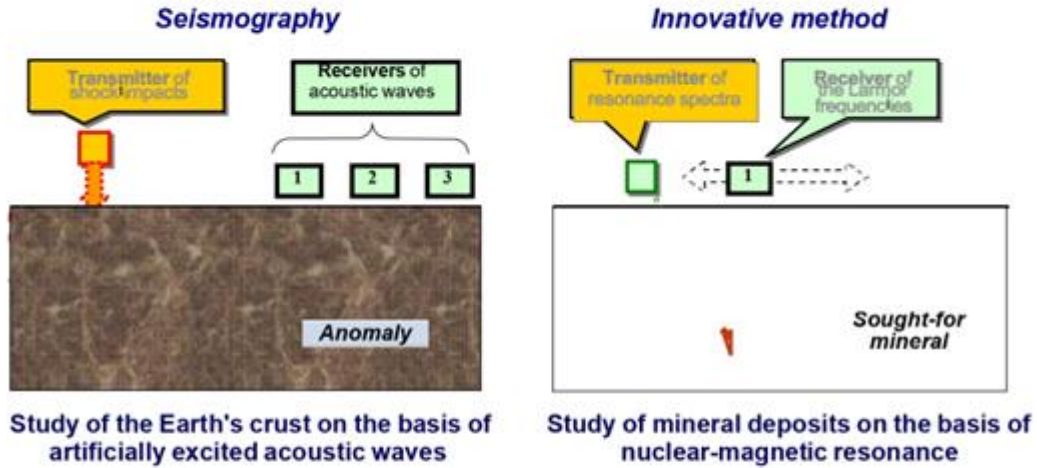 Seismography
Transmitter of
shock impacts
Receivers of
acoustic waves
1
2
3
Anomaly
Study of the Earth's crust on the basis of
artificially excited acoustic waves
Innovative method
Transmitter of
resonance spectra
Receiver of
the Larmor
frequencies
1
Sought-for
mineral
Study of mineral deposits on the basis of
nuclear-magnetic resonance